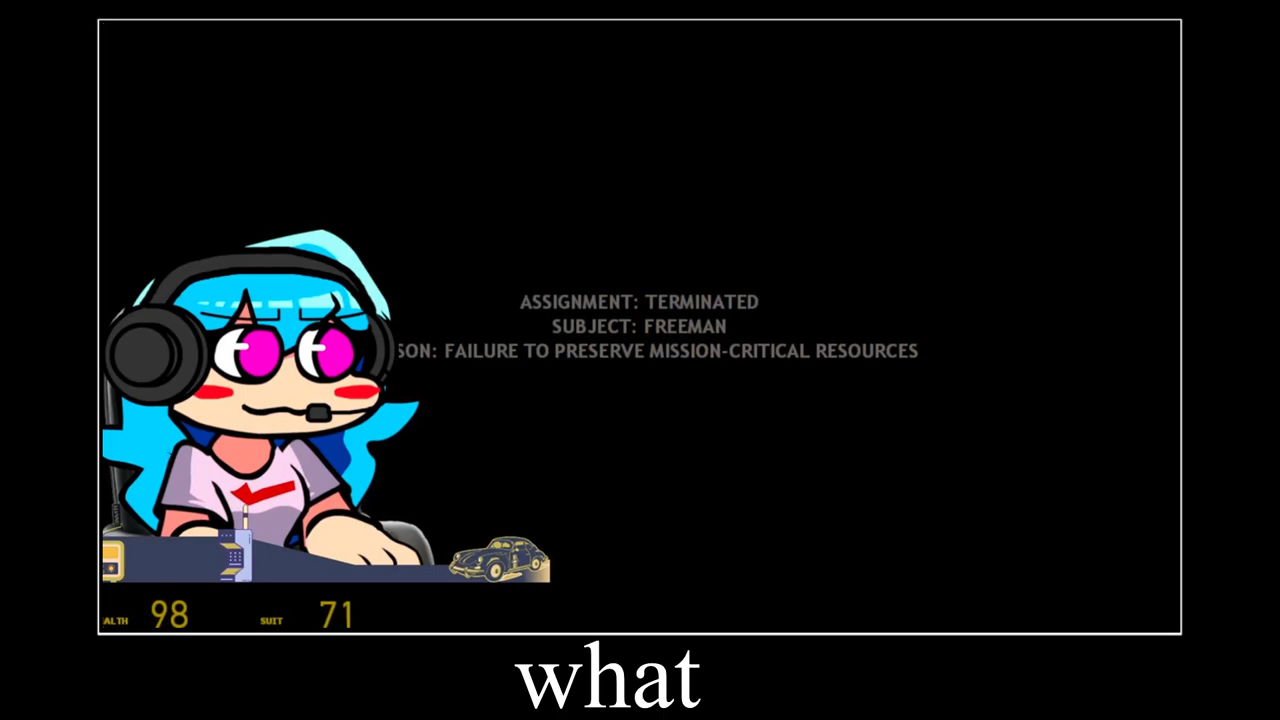 ASSIGNMENT: TERMINATED
SUBJECT: FREEMAN
SON: FAILURE TO PRESERVE MISSION-CRITICAL RESOURCES
ALTH 98 SUIT 71
what